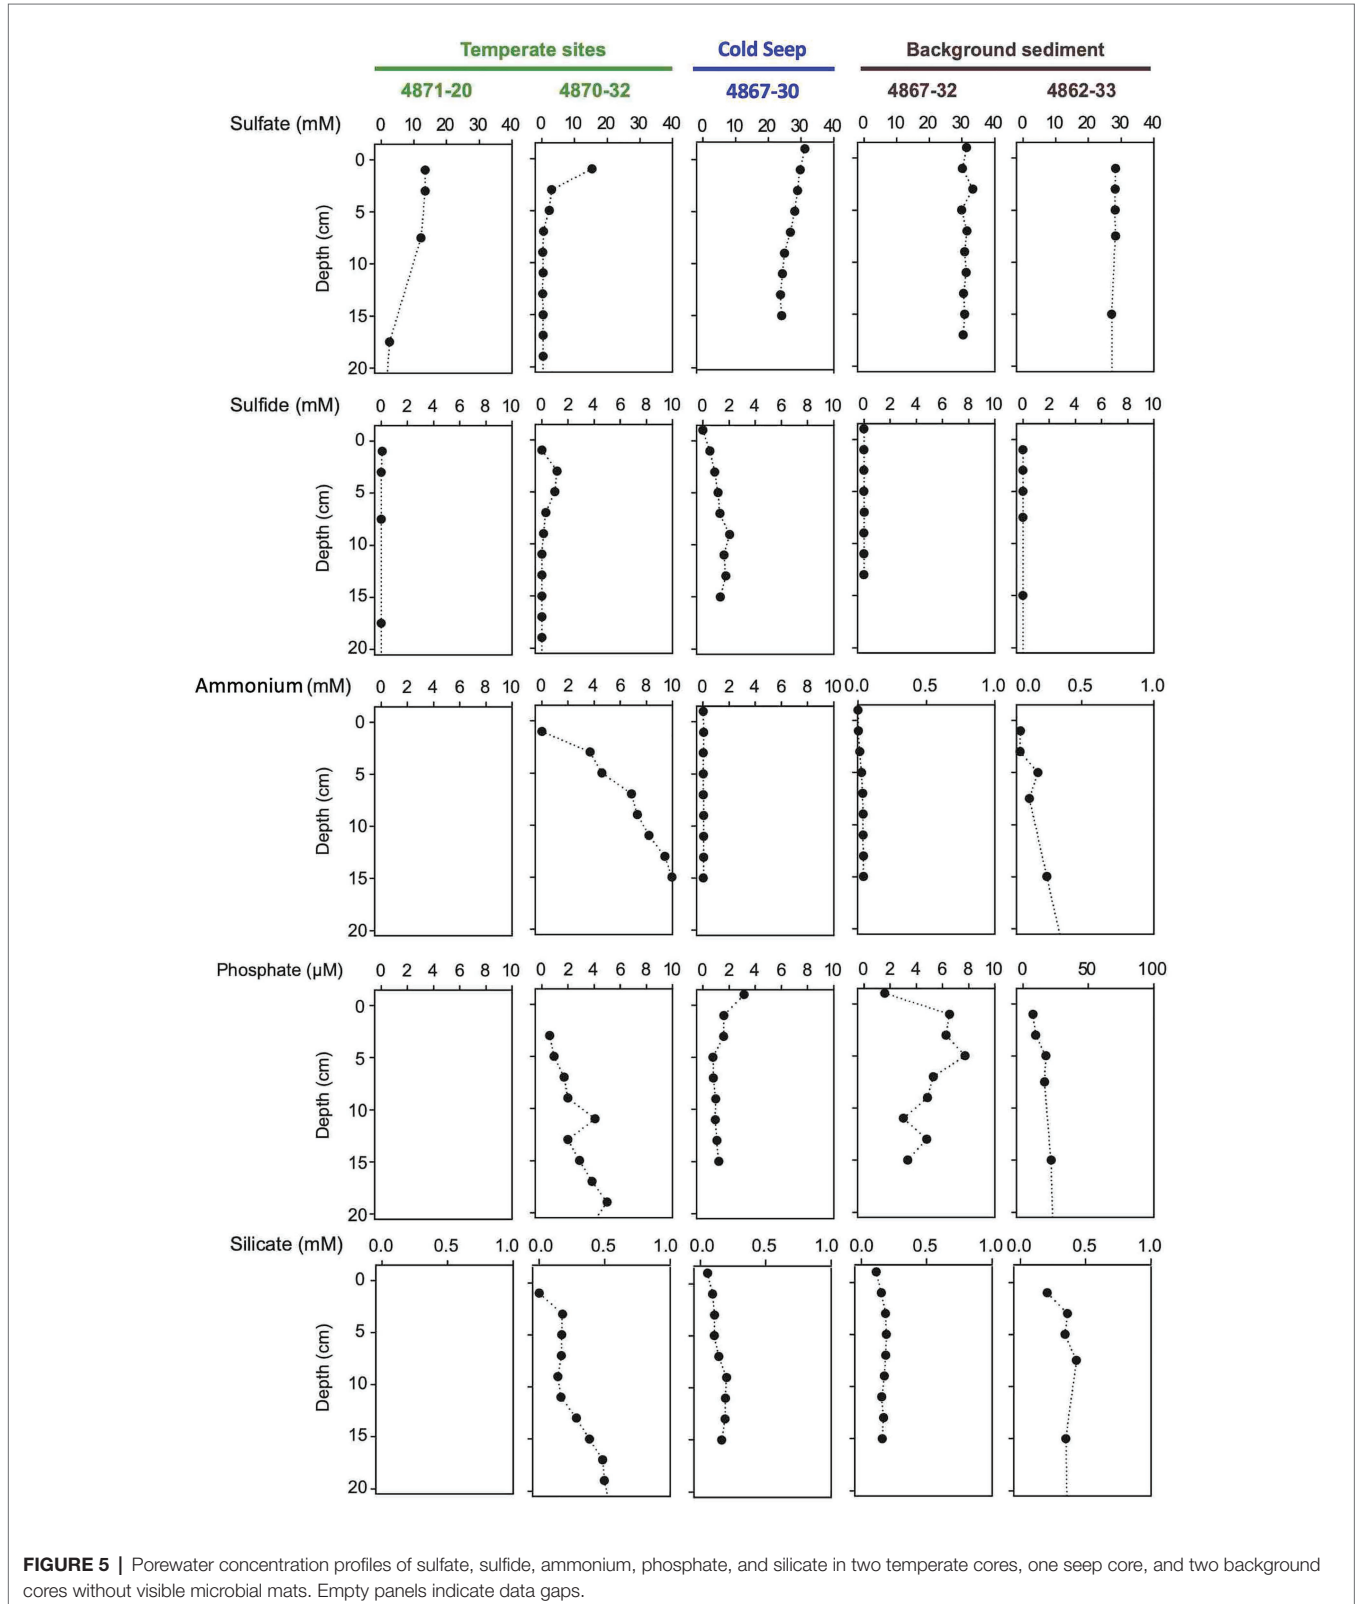 Temperate sites Cold Seep Background sediment
4871-20 4870-32 4867-30 4867-32 4862-33
Sulfate (mM) 0 10 20 30 40 0 10 20 30 40 0 10 20 30 40 0 10 20 30 40 0 10 20 30 40
0
5
Depth (cm)
10
15
20
Sulfide (mM) 0 2 4 6 8 10 0 2 4 6 8 10 0 2 4 6 8 10 0 2 4 6 8 10 0 2 4 6 8 10
0
5
Depth (cm)
10
15
20
Ammonium (mM) 0 2 4 6 8 10 0 2 4 6 8 10 0 2 4 6 8 10 0.0 0.5 1.0 0.0 0.5 1.0
0
5
Depth (cm)
10
15
20
Phosphate (µM) 0 2 4 6 8 10 0 2 4 6 8 10 0 2 4 6 8 10 0 2 4 6 8 10 0 50 100
0
5
Depth (cm)
10
15
20
Silicate (mM) 0.0 0.5 1.0 0.0 0.5 1.0 0.0 0.5 1.0 0.0 0.5 1.0 0.0 0.5 1.0
0
5
Depth (cm)
10
15
20
FIGURE 5 | Porewater concentration profiles of sulfate, sulfide, ammonium, phosphate, and silicate in two temperate cores, one seep core, and two background
cores without visible microbial mats. Empty panels indicate data gaps.